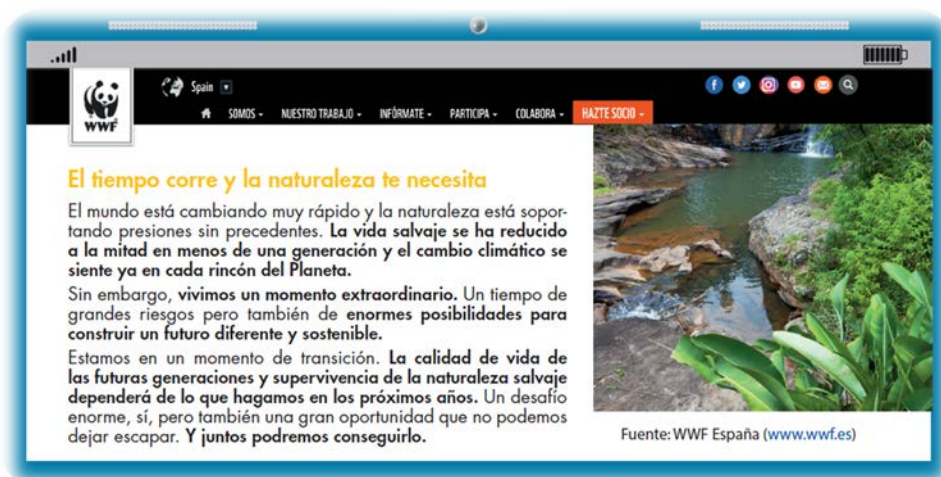 Spain
WWF
SOMOS
NUESTRO TRABAJO
INFÓRMATE
PARTICIPA
COLABORA
HAZTE SOCIO
El tiempo corre y la naturaleza te necesita
El mundo está cambiando muy rápido y la naturaleza está sopor-
tando presiones sin precedentes. La vida salvaje se ha reducido
a la mitad en menos de una generación y el cambio climático se
siente ya en cada rincón del Planeta.
Sin embargo, vivimos un momento extraordinario. Un tiempo de
grandes riesgos pero también de enormes posibilidades para
construir un futuro diferente y sostenible.
Estamos en un momento de transición. La calidad de vida de
las futuras generaciones y supervivencia de la naturaleza salvaje
dependerá de lo que hagamos en los próximos años. Un desafío
enorme, sí, pero también una gran oportunidad que no podemos
dejar escapar. Y juntos podremos conseguirlo.
Fuente: WWF España (www.wwf.es)